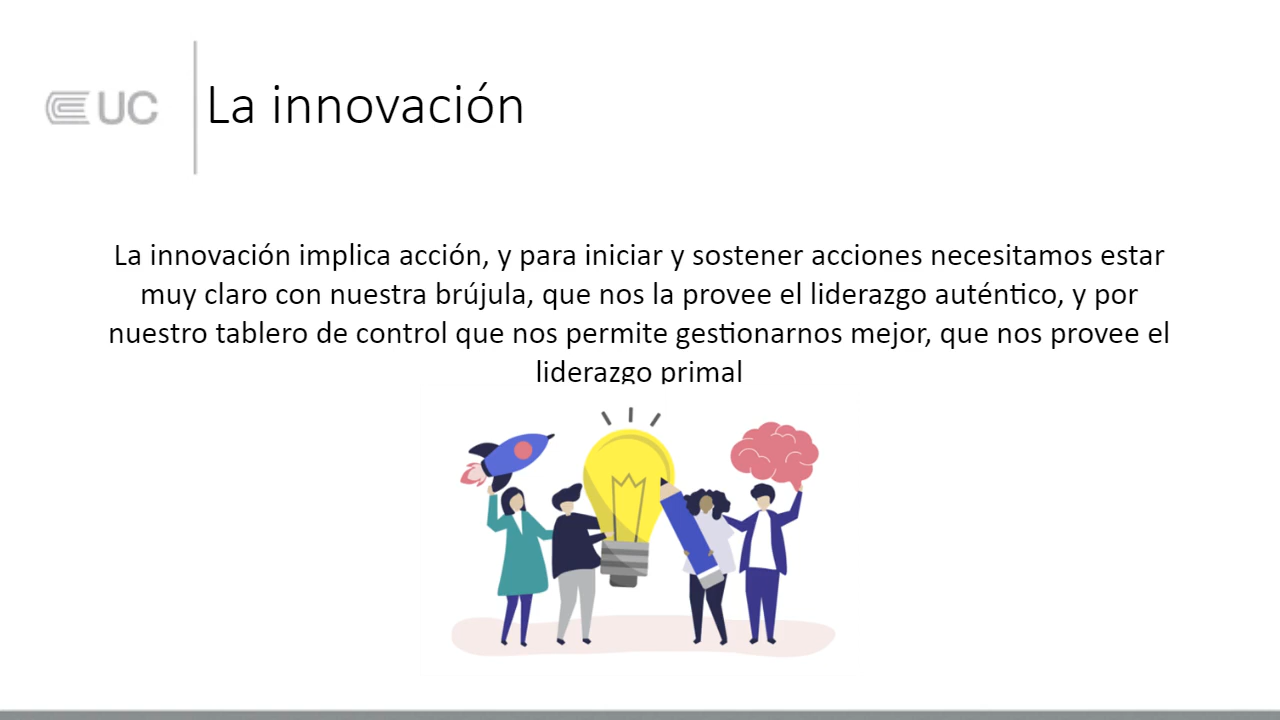 UC
La innovación
La innovación implica acción, y para iniciar y sostener acciones necesitamos estar
muy claro con nuestra brújula, que nos la provee el liderazgo auténtico, y por
nuestro tablero de control que nos permite gestionarnos mejor, que nos provee el
liderazgo primal